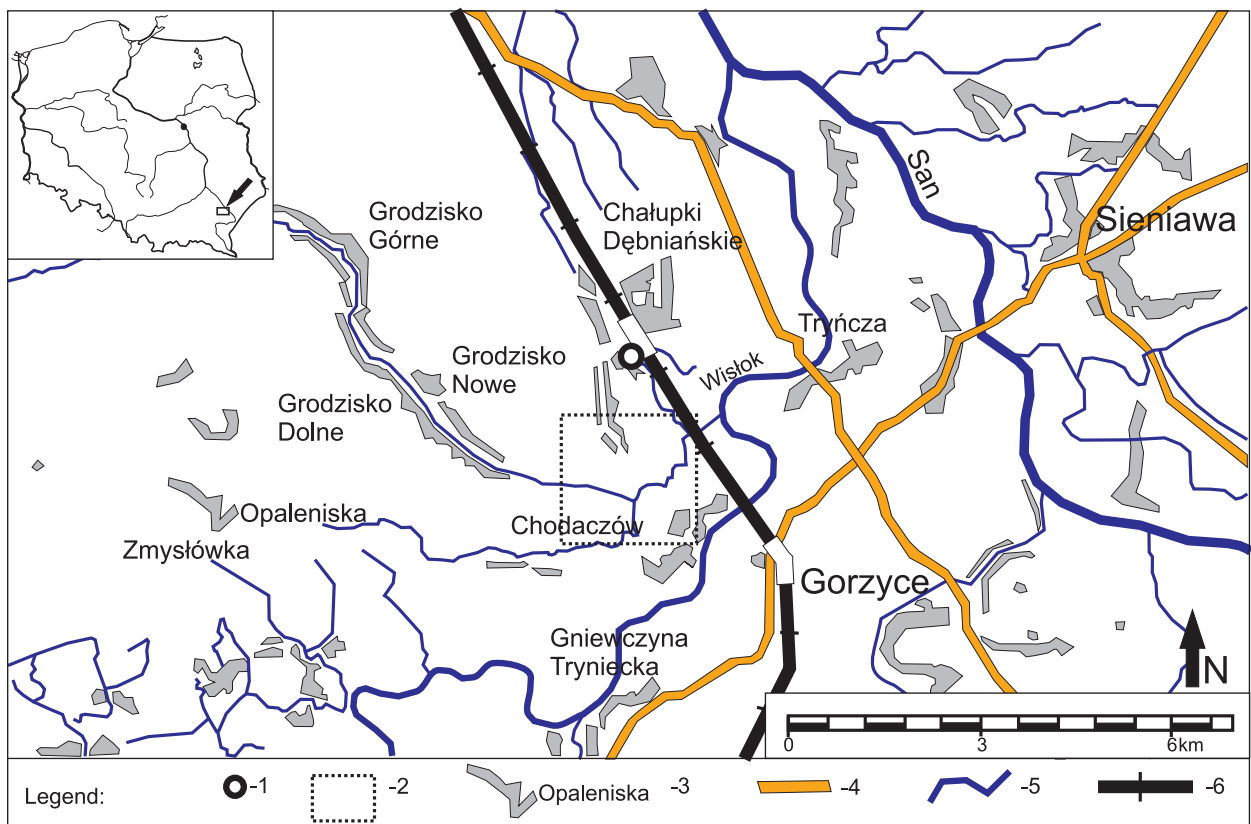 Grodzisko
Górne
Chałupki
Dębniańskie
San
Sieniawa
Grodzisko
Nowe
Tryńcza
Wisłok
Grodzisko
Dolne
Opaleniska
Chodaczów
Zmysłówka
Gorzyce
Gniewczyna
Tryniecka
N
0 3 6km
Legend: -1 -2 Opaleniska -3 -4 -5 -6